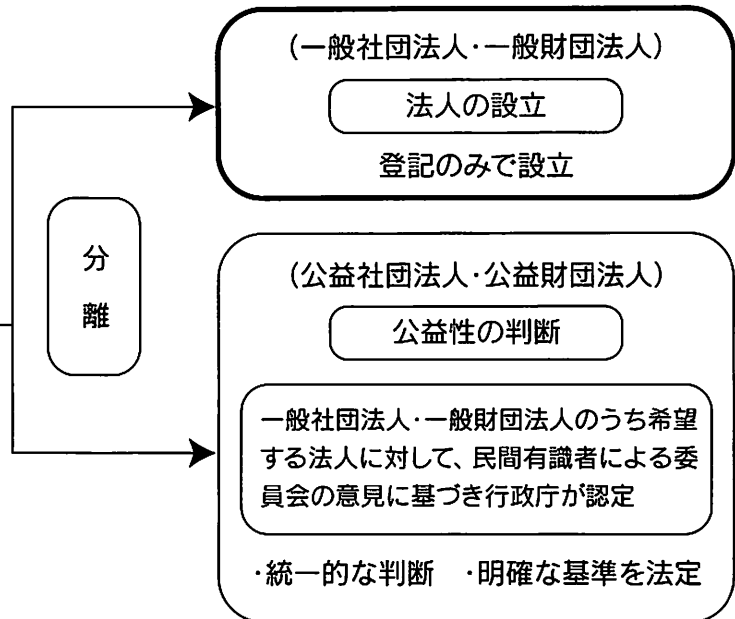 (一般社団法人・一般財団法人)
法人の設立
登記のみで設立
分
離
(公益社団法人・公益財団法人)
公益性の判断
一般社団法人・一般財団法人のうち希望
する法人に対して、民間有識者による委
員会の意見に基づき行政庁が認定
・統一的な判断 ・明確な基準を法定